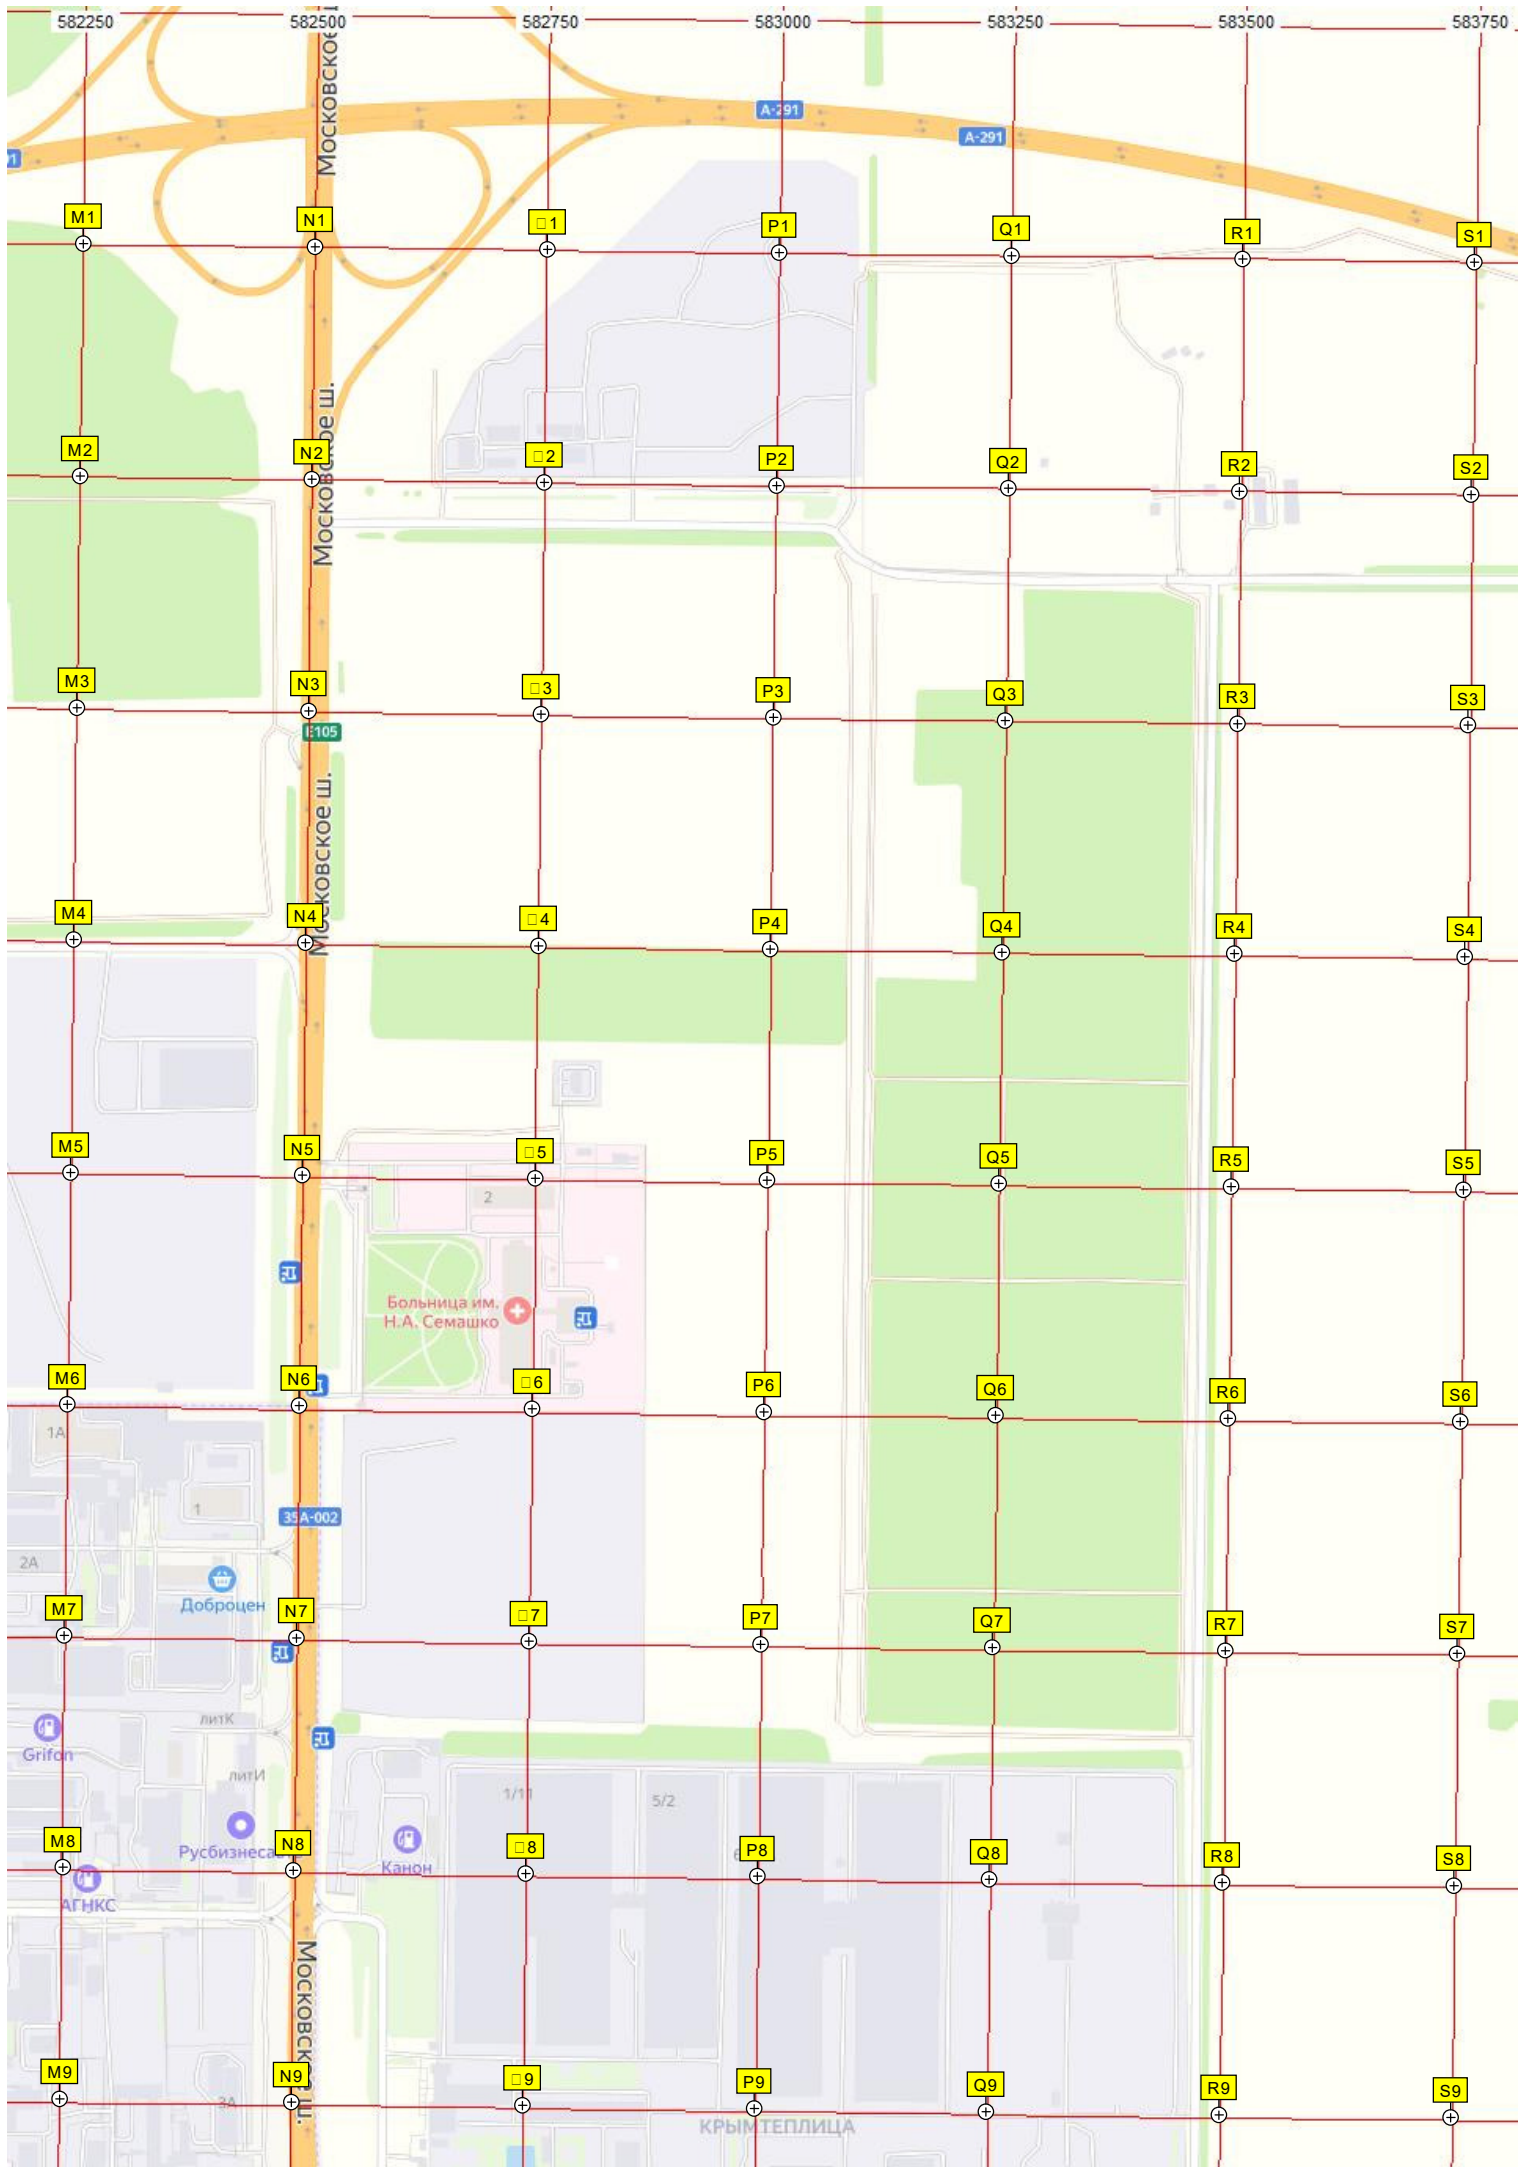 582250 582500 582750 583000 583250 583500 583750
Московское
А-291
А-291
M1 N1 □1 P1 Q1 R1 S1
Московское ш.
M2 N2 □2 P2 Q2 R2 S2
M3 N3 □3 P3 Q3 R3 S3
E105
Московское ш.
M4 N4 □4 P4 Q4 R4 S4
M5 N5 □5 P5 Q5 R5 S5
2
Больница им.
Н.А. Семашко
M6 N6 □6 P6 Q6 R6 S6
1А
1
35А-002
2А
Доброцен
M7 N7 □7 P7 Q7 R7 S7
литК
Grifon
литИ
1/11
5/2
Канон
M8 N8 □8 P8 Q8 R8 S8
АГНКС
Московское ш.
M9 N9 □9 P9 Q9 R9 S9
3А
КРЫМТЕПЛИЦА